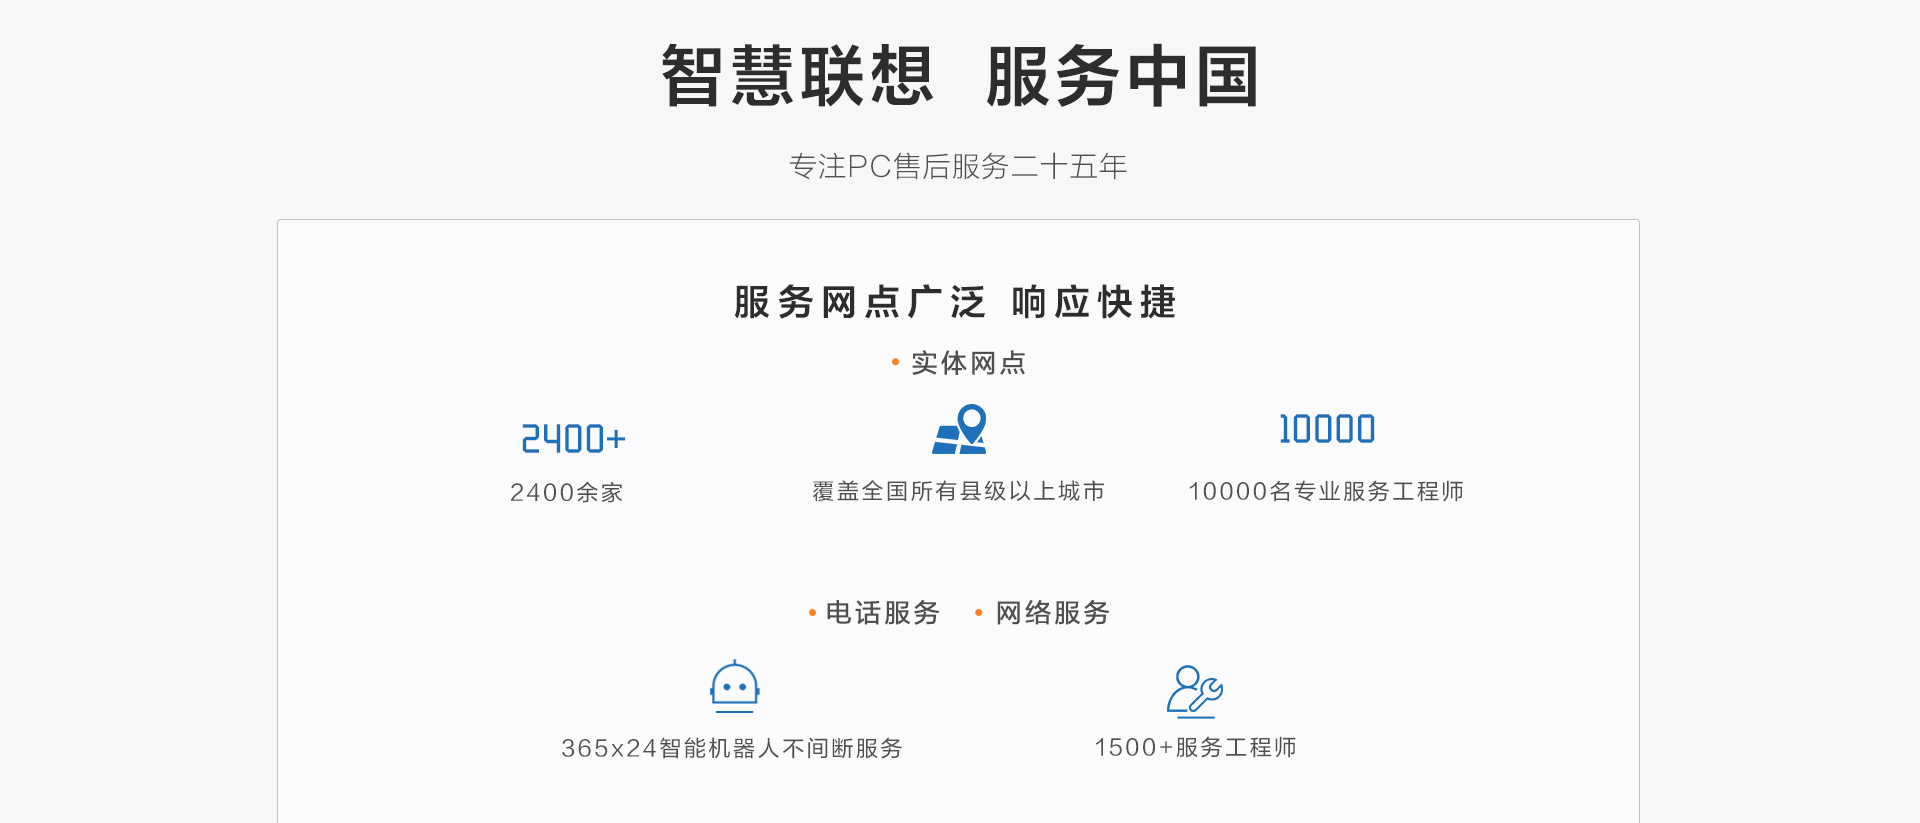 智慧联想 服务中国
专注PC售后服务二十五年
服务网点广泛 响应快捷
• 实体网点
2400+ 10000
2400余家 覆盖全国所有县级以上城市 10000名专业服务工程师
• 电话服务 • 网络服务
365x24智能机器人不间断服务 1500+服务工程师